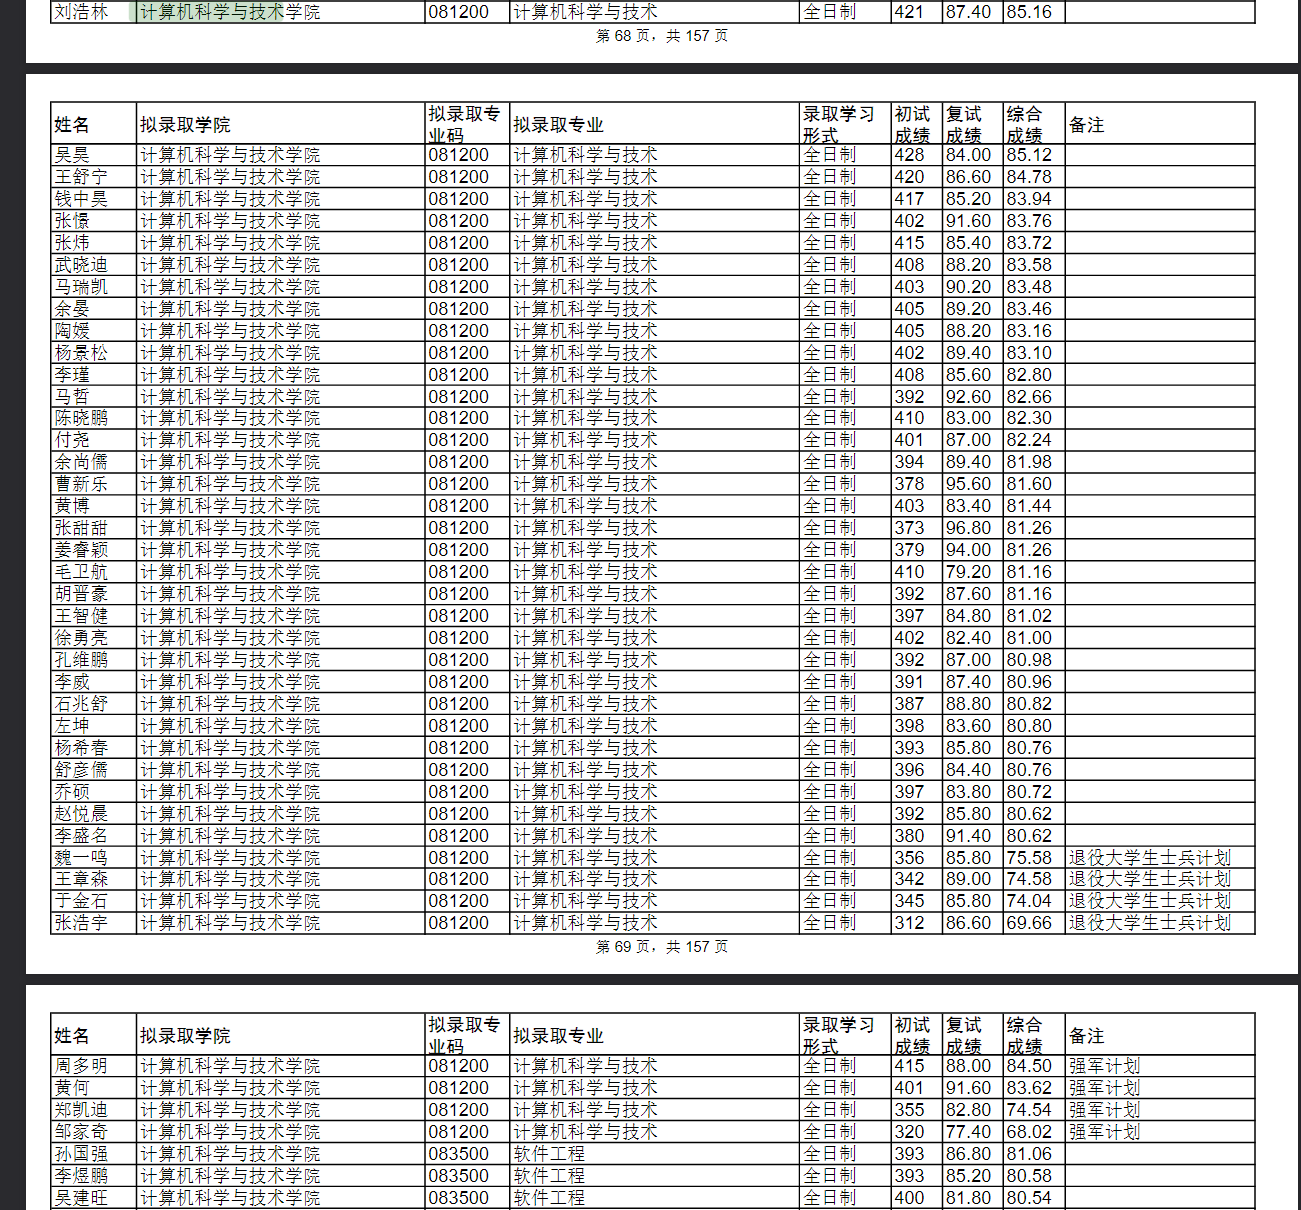 刘浩林 计算机科学与技术学院 081200 计算机科学与技术 全日制 421 87.40 85.16
第 68 页，共 157 页
姓名 拟录取学院 拟录取专业码 拟录取专业 录取学习形式 初试成绩 复试成绩 综合成绩 备注
吴昊 计算机科学与技术学院 081200 计算机科学与技术 全日制 428 84.00 85.12
王舒宁 计算机科学与技术学院 081200 计算机科学与技术 全日制 420 86.60 84.78
钱中昊 计算机科学与技术学院 081200 计算机科学与技术 全日制 417 85.20 83.94
张憬 计算机科学与技术学院 081200 计算机科学与技术 全日制 402 91.60 83.76
张炜 计算机科学与技术学院 081200 计算机科学与技术 全日制 415 85.40 83.72
武晓迪 计算机科学与技术学院 081200 计算机科学与技术 全日制 408 88.20 83.58
马瑞凯 计算机科学与技术学院 081200 计算机科学与技术 全日制 403 90.20 83.48
余晏 计算机科学与技术学院 081200 计算机科学与技术 全日制 405 89.20 83.46
陶媛 计算机科学与技术学院 081200 计算机科学与技术 全日制 405 88.20 83.16
杨景松 计算机科学与技术学院 081200 计算机科学与技术 全日制 402 89.40 83.10
李瑾 计算机科学与技术学院 081200 计算机科学与技术 全日制 408 85.60 82.80
马哲 计算机科学与技术学院 081200 计算机科学与技术 全日制 392 92.60 82.66
陈晓鹏 计算机科学与技术学院 081200 计算机科学与技术 全日制 410 83.00 82.30
付尧 计算机科学与技术学院 081200 计算机科学与技术 全日制 401 87.00 82.24
余尚儒 计算机科学与技术学院 081200 计算机科学与技术 全日制 394 89.40 81.98
曹新乐 计算机科学与技术学院 081200 计算机科学与技术 全日制 378 95.60 81.60
黄博 计算机科学与技术学院 081200 计算机科学与技术 全日制 403 83.40 81.44
张甜甜 计算机科学与技术学院 081200 计算机科学与技术 全日制 373 96.80 81.26
姜睿颖 计算机科学与技术学院 081200 计算机科学与技术 全日制 379 94.00 81.26
毛卫航 计算机科学与技术学院 081200 计算机科学与技术 全日制 410 79.20 81.16
胡晋豪 计算机科学与技术学院 081200 计算机科学与技术 全日制 392 87.60 81.16
王智健 计算机科学与技术学院 081200 计算机科学与技术 全日制 397 84.80 81.02
徐勇亮 计算机科学与技术学院 081200 计算机科学与技术 全日制 402 82.40 81.00
孔维鹏 计算机科学与技术学院 081200 计算机科学与技术 全日制 392 87.00 80.98
李威 计算机科学与技术学院 081200 计算机科学与技术 全日制 391 87.40 80.96
石兆舒 计算机科学与技术学院 081200 计算机科学与技术 全日制 387 88.80 80.82
左坤 计算机科学与技术学院 081200 计算机科学与技术 全日制 398 83.60 80.80
杨希春 计算机科学与技术学院 081200 计算机科学与技术 全日制 393 85.80 80.76
舒彦儒 计算机科学与技术学院 081200 计算机科学与技术 全日制 396 84.40 80.76
乔硕 计算机科学与技术学院 081200 计算机科学与技术 全日制 397 83.80 80.72
赵悦晨 计算机科学与技术学院 081200 计算机科学与技术 全日制 392 85.80 80.62
李盛名 计算机科学与技术学院 081200 计算机科学与技术 全日制 380 91.40 80.62
魏一鸣 计算机科学与技术学院 081200 计算机科学与技术 全日制 356 85.80 75.58 退役大学生士兵计划
王章森 计算机科学与技术学院 081200 计算机科学与技术 全日制 342 89.00 74.58 退役大学生士兵计划
于金石 计算机科学与技术学院 081200 计算机科学与技术 全日制 345 85.80 74.04 退役大学生士兵计划
张浩宇 计算机科学与技术学院 081200 计算机科学与技术 全日制 312 86.60 69.66 退役大学生士兵计划
第 69 页，共 157 页
姓名 拟录取学院 拟录取专业码 拟录取专业 录取学习形式 初试成绩 复试成绩 综合成绩 备注
周多明 计算机科学与技术学院 081200 计算机科学与技术 全日制 415 88.00 84.50 强军计划
黄何 计算机科学与技术学院 081200 计算机科学与技术 全日制 401 91.60 83.62 强军计划
郑凯迪 计算机科学与技术学院 081200 计算机科学与技术 全日制 355 82.80 74.54 强军计划
邹家奇 计算机科学与技术学院 081200 计算机科学与技术 全日制 320 77.40 68.02 强军计划
孙国强 计算机科学与技术学院 083500 软件工程 全日制 393 86.80 81.06
李煜鹏 计算机科学与技术学院 083500 软件工程 全日制 393 85.20 80.58
吴建旺 计算机科学与技术学院 083500 软件工程 全日制 400 81.80 80.54